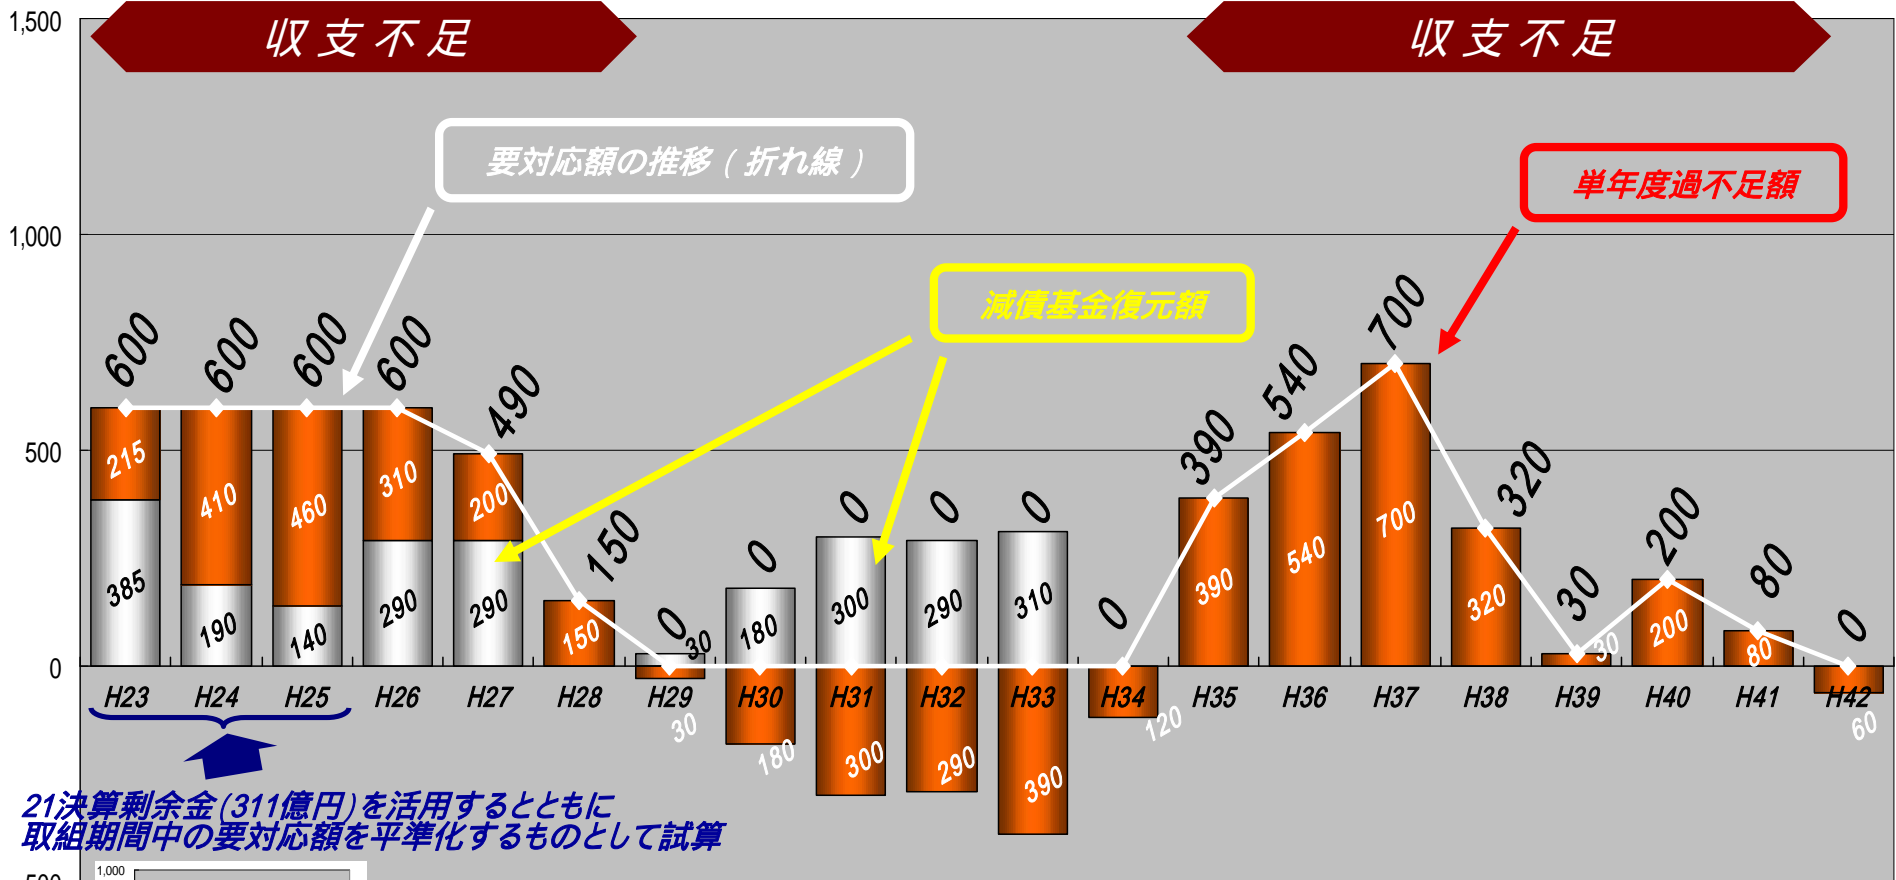 1,500
収支不足
収支不足
要対応額の推移(折れ線)
単年度過不足額
1,000
減債基金復元額
600
600
600
600
490
150
0
0
0
0
0
0
390
540
700
320
30
200
80
0
500
215
410
460
310
200
385
190
140
290
290
150
30
180
300
290
310
390
540
700
320
30
200
80
0
H23
H24
H25
H26
H27
H28
H29
H30
H31
H32
H33
H34
H35
H36
H37
H38
H39
H40
H41
H42
30
180
300
290
390
120
60
21決算剰余金(311億円)を活用するとともに
取組期間中の要対応額を平準化するものとして試算
1,000